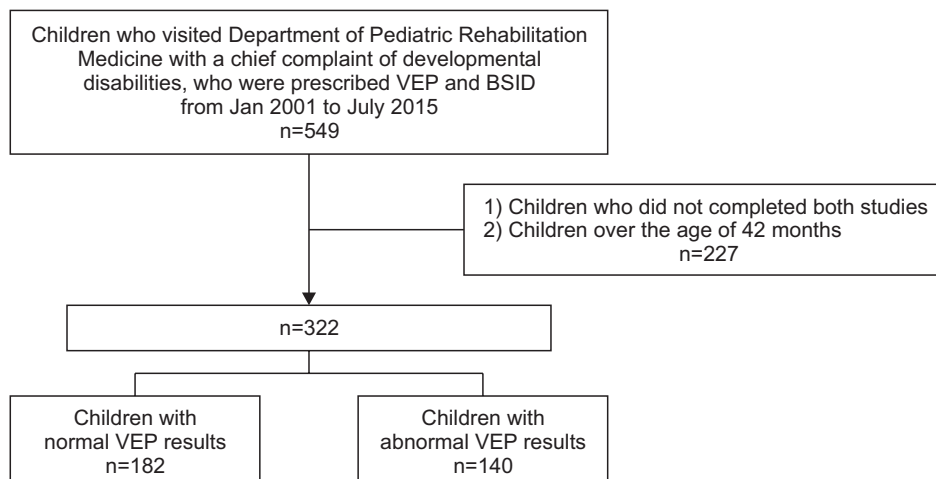 Children who visited Department of Pediatric Rehabilitation
Medicine with a chief complaint of developmental
disabilities, who were prescribed VEP and BSID
from Jan 2001 to July 2015
n=549
1) Children who did not completed both studies
2) Children over the age of 42 months
n=227
n=322
Children with
normal VEP results
n=182
Children with
abnormal VEP results
n=140